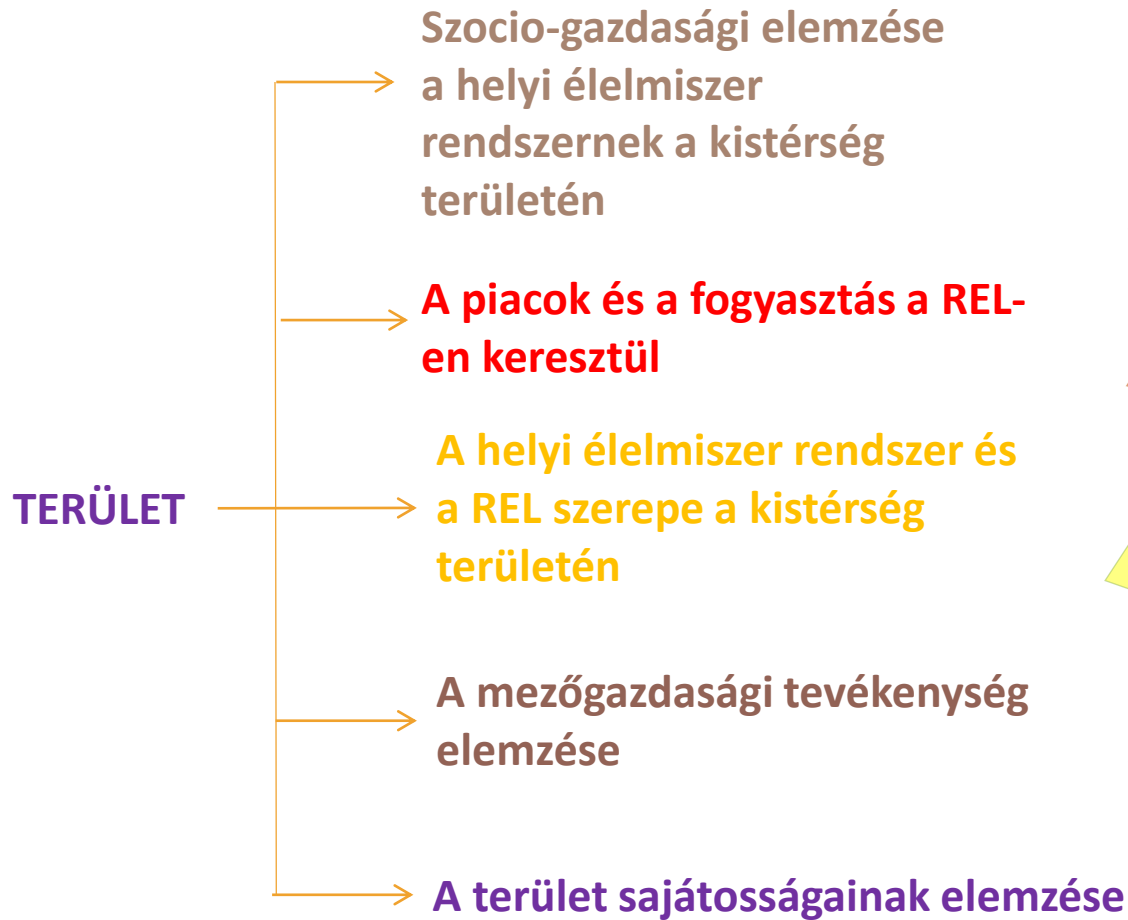 Szocio-gazdasági elemzése
a helyi élelmiszer
rendszernek a kistérség
területén
A piacok és a fogyasztás a REL-
en keresztül
A helyi élelmiszer rendszer és
a REL szerepe a kistérség
területén
TERÜLET
A mezőgazdasági tevékenység
elemzése
A terület sajátosságainak elemzése